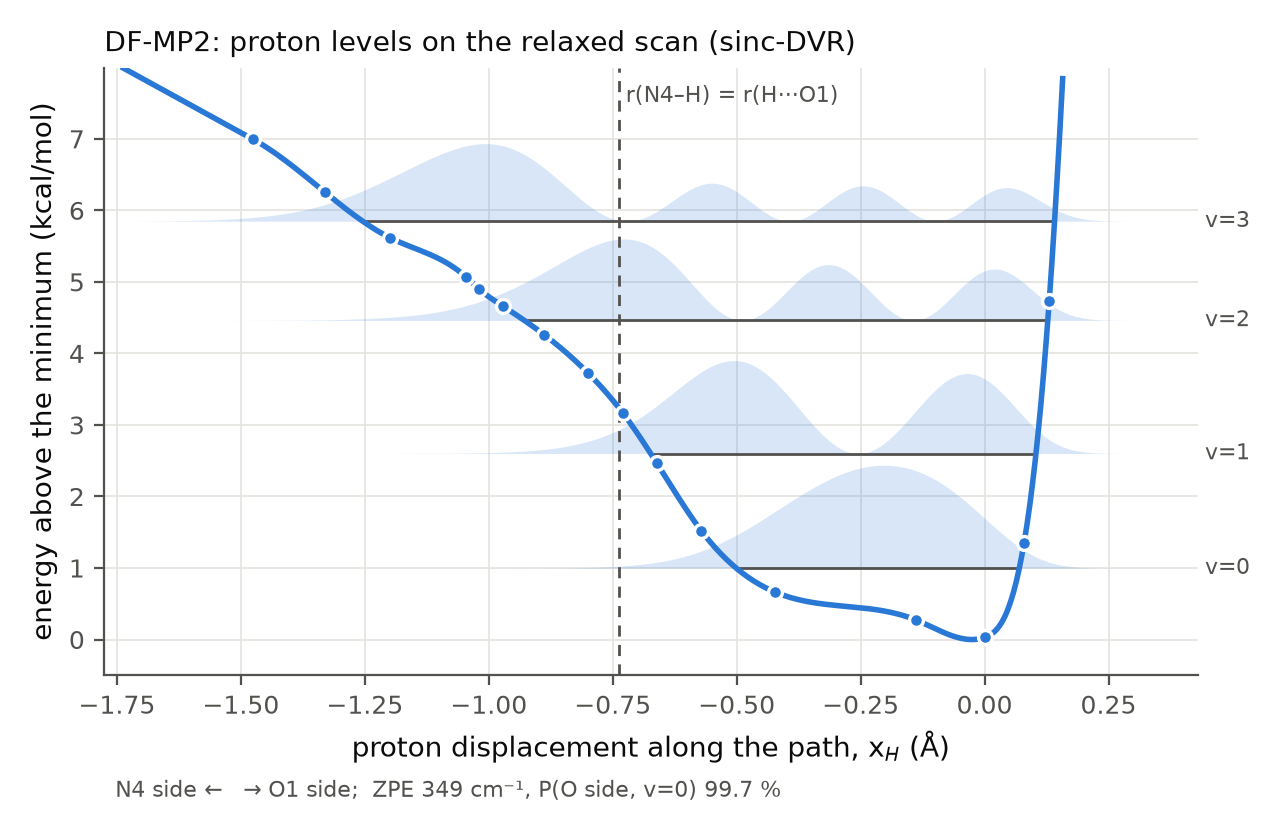 DF-MP2: proton levels on the relaxed scan (sinc-DVR)
r(N4–H) = r(H···O1)
energy above the minimum (kcal/mol)
7
6
5
4
3
2
1
0
v=3
v=2
v=1
v=0
−1.75 −1.50 −1.25 −1.00 −0.75 −0.50 −0.25 0.00 0.25
proton displacement along the path, x_H (Å)
N4 side ← → O1 side; ZPE 349 cm⁻¹, P(O side, v=0) 99.7 %